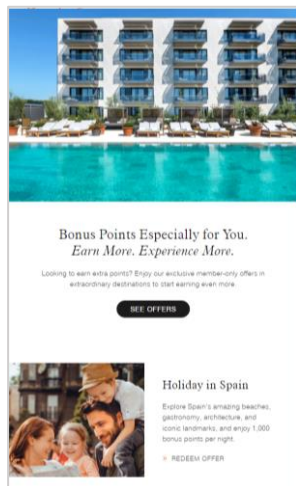 Bonus Points Especially for You.
Earn More. Experience More.
Looking to earn extra points? Enjoy our exclusive member-only offers in
extraordinary destinations to start earning even more.
SEE OFFERS
Holiday in Spain
Explore Spain's amazing beaches,
gastronomy, architecture, and
iconic landmarks, and enjoy 1,000
bonus points per night.
» REDEEM OFFER